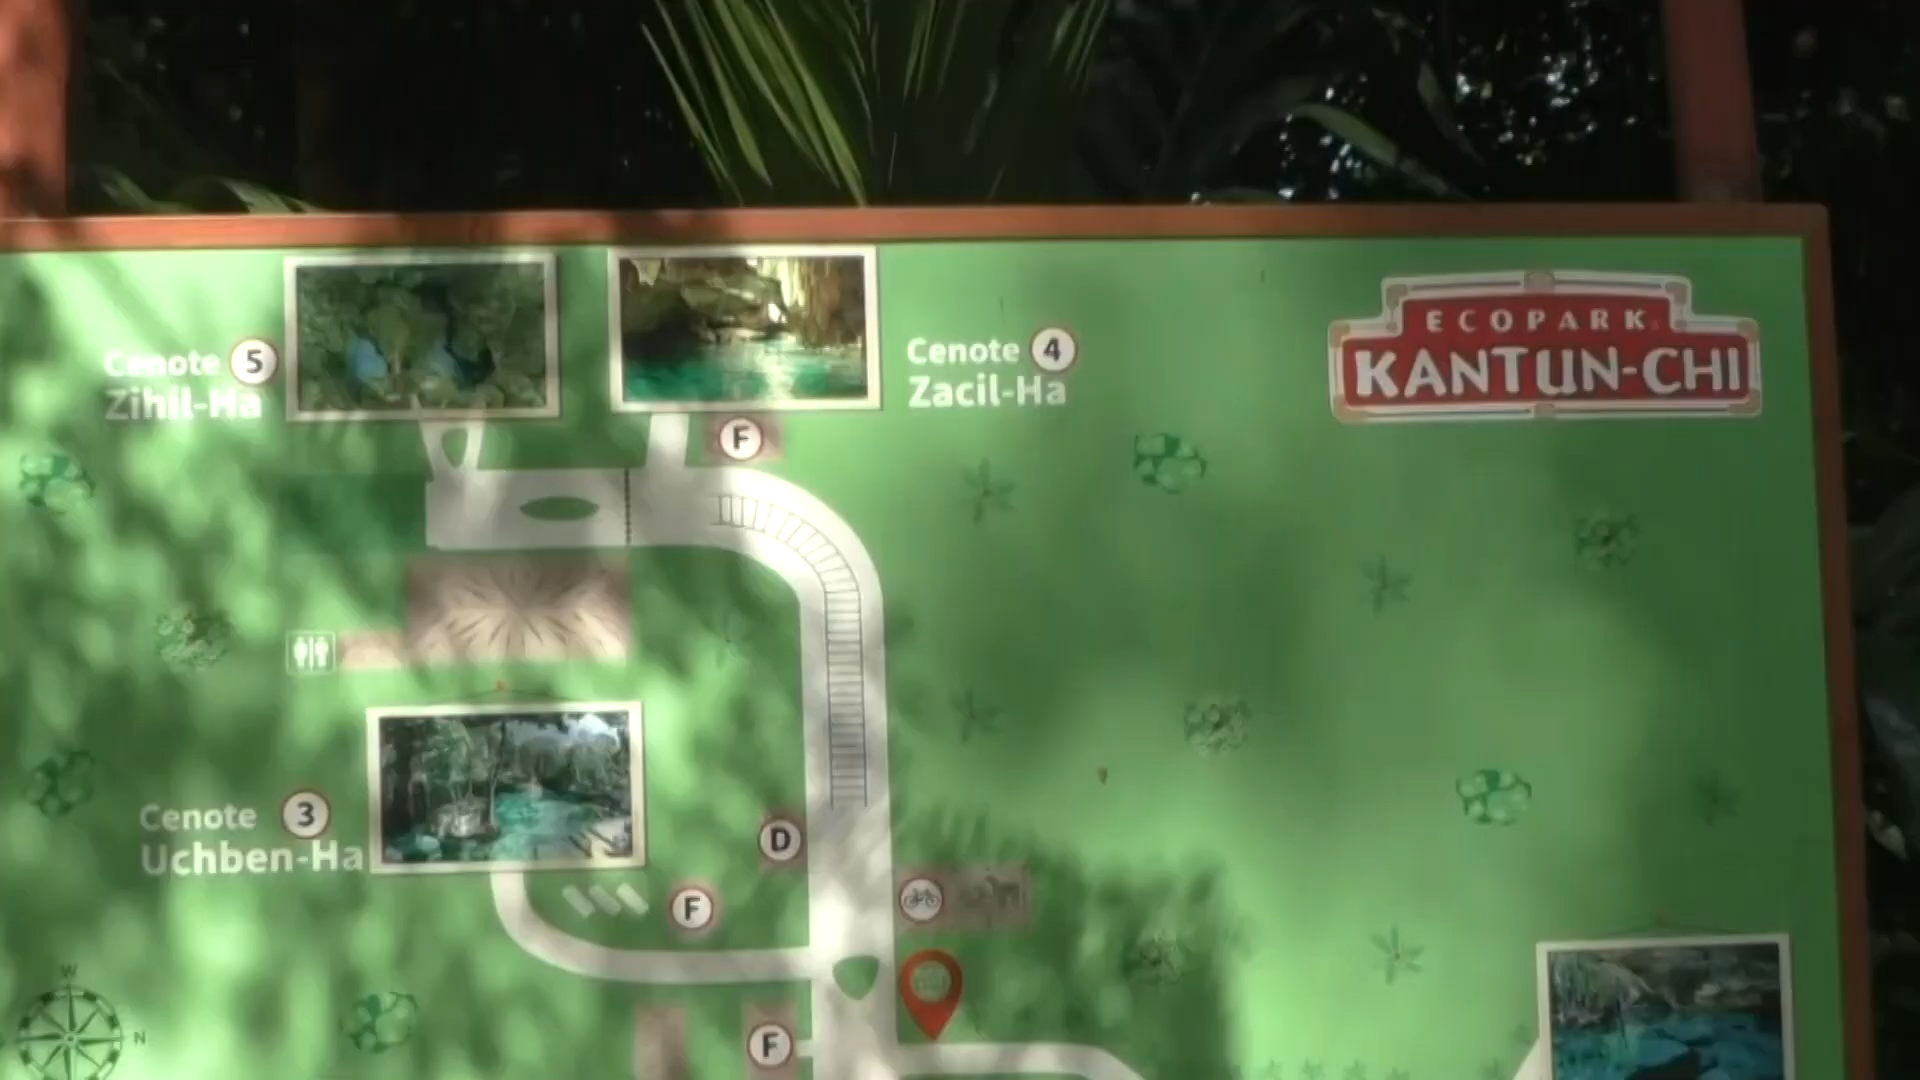 Cenote 5
Zihil-Ha
Cenote 4
Zacil-Ha
ECOPARK
KANTUN-CHI
F
Cenote 3
Uchben-Ha
D
F
W
N
F